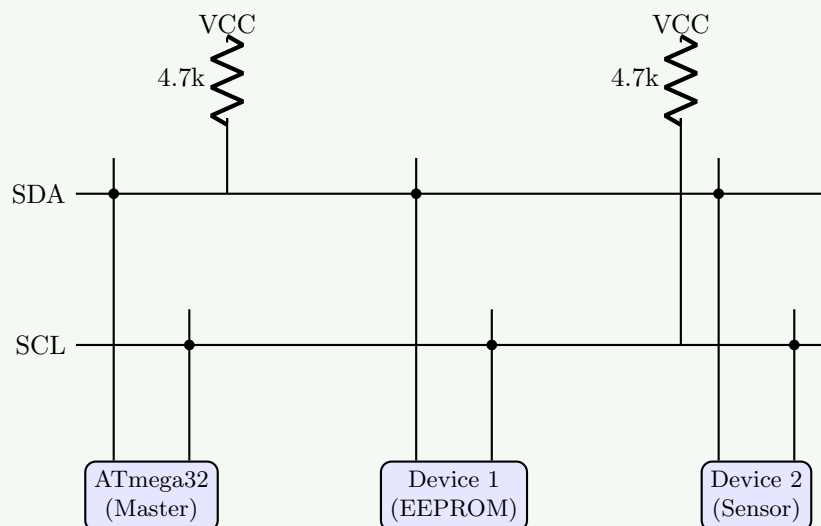 VCC
VCC
4.7k
4.7k
SDA
SCL
ATmega32
(Master)
Device 1
(EEPROM)
Device 2
(Sensor)